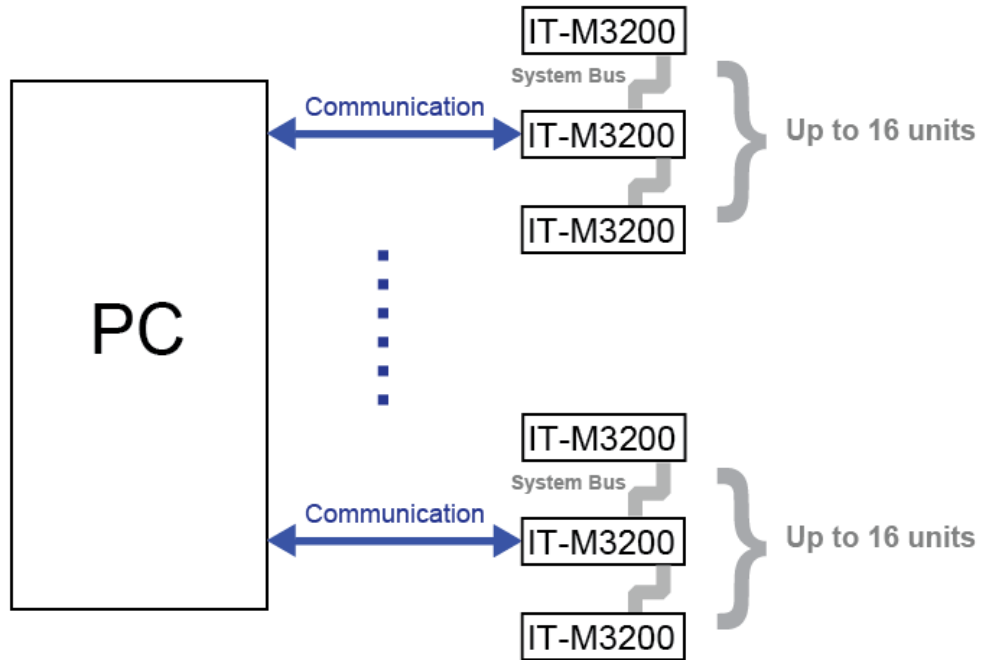 IT-M3200
System Bus
Communication
IT-M3200
Up to 16 units
IT-M3200
PC
IT-M3200
System Bus
Communication
IT-M3200
Up to 16 units
IT-M3200